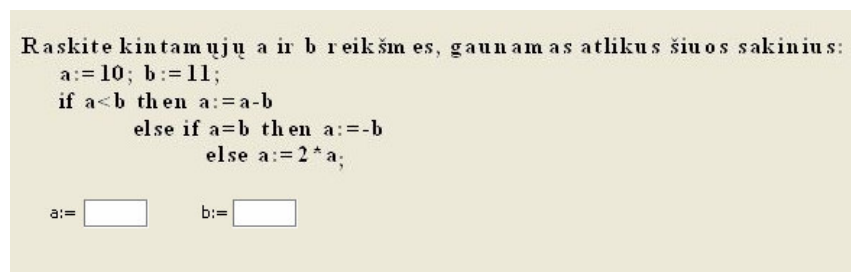 Raskite kintamųjų a ir b reikšmes, gaunamas atlikus šiuos sakinius:
a:=10; b:=11;
if a<b then a:=a-b
else if a=b then a:=-b
else a:=2*a;
a:= b:=